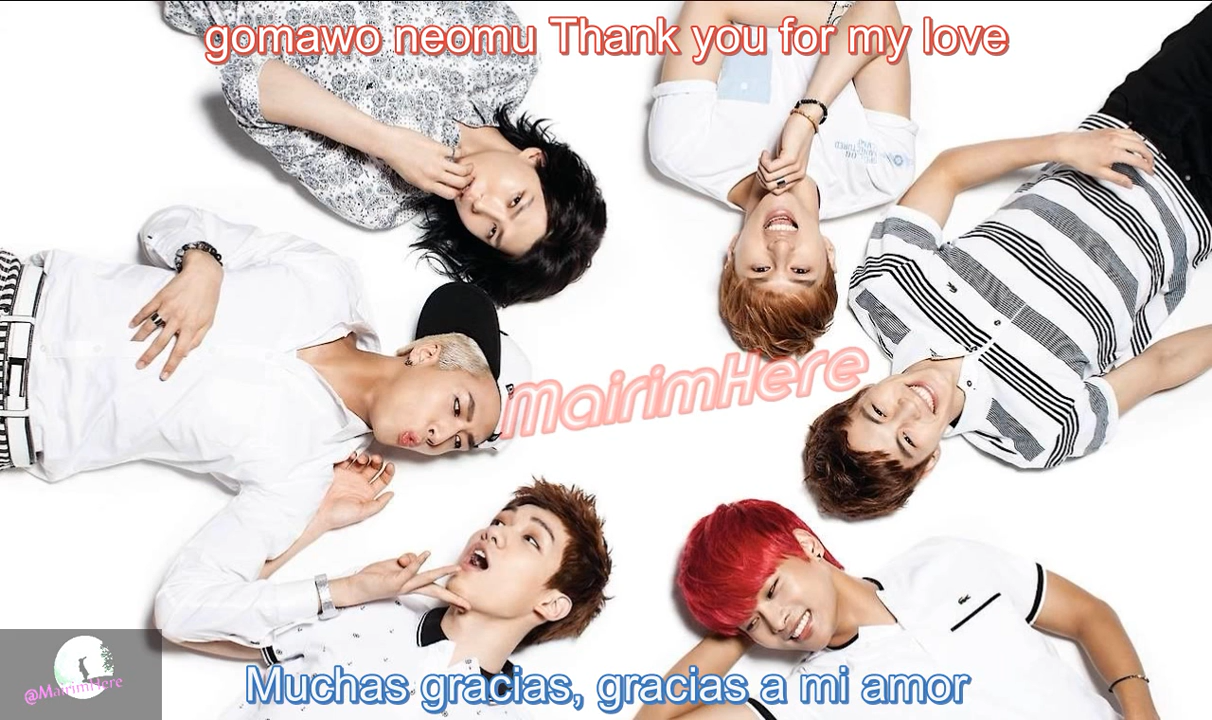 gomawo neomu Thank you for my love
MairimHere
@MairimHere
Muchas gracias, gracias a mi amor